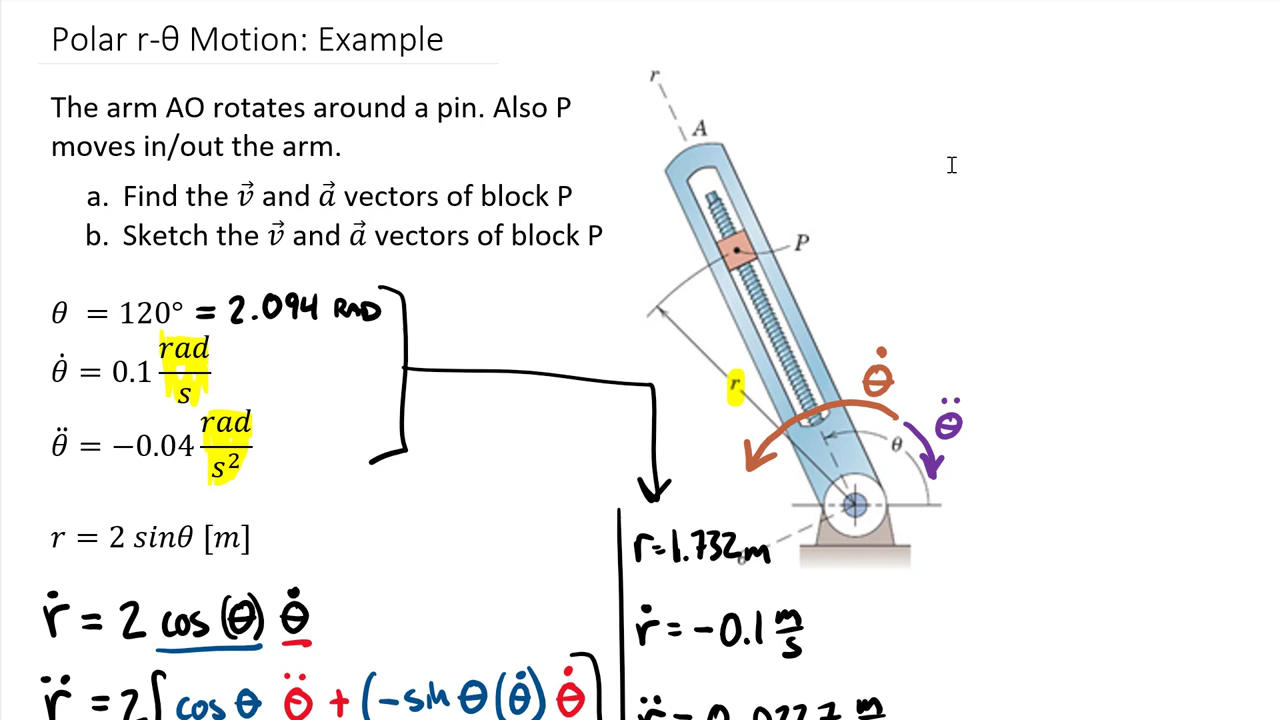 Polar r-θ Motion: Example
The arm AO rotates around a pin. Also P
moves in/out the arm.
a. Find the v⃗ and a⃗ vectors of block P
b. Sketch the v⃗ and a⃗ vectors of block P
θ = 120° = 2.094 RAD
θ̇ = 0.1 rad/s
θ̈ = −0.04 rad/s²
r = 2 sinθ [m]
ṙ = 2 cos(θ) θ̇
r̈ = 2[cos θ θ̈ + (-sin θ(θ̇) θ̇
r
A
P
r
θ̇
θ̈
θ
r=1.732m
ṙ = -0.1 m/s